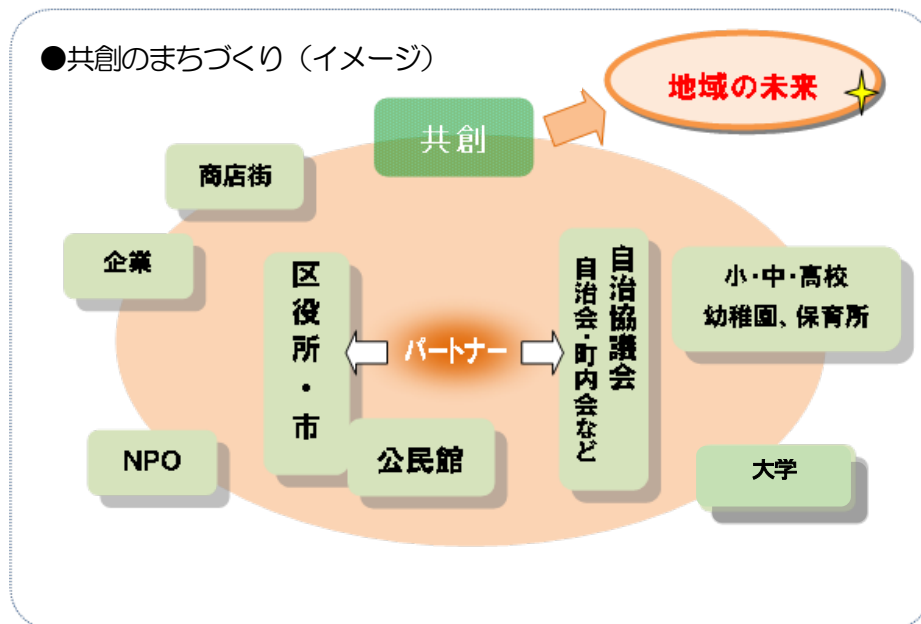 ●共創のまちづくり（イメージ）
地域の未来
共創
商店街
企業
区役所・市
パートナー
自治協議会
自治会・町内会など
小・中・高校
幼稚園、保育所
NPO
公民館
大学